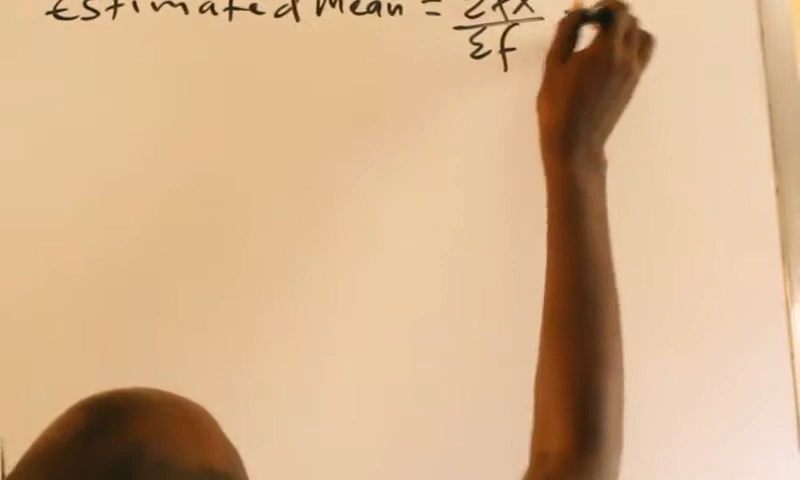 Estimated Mean = Σfx
Σf